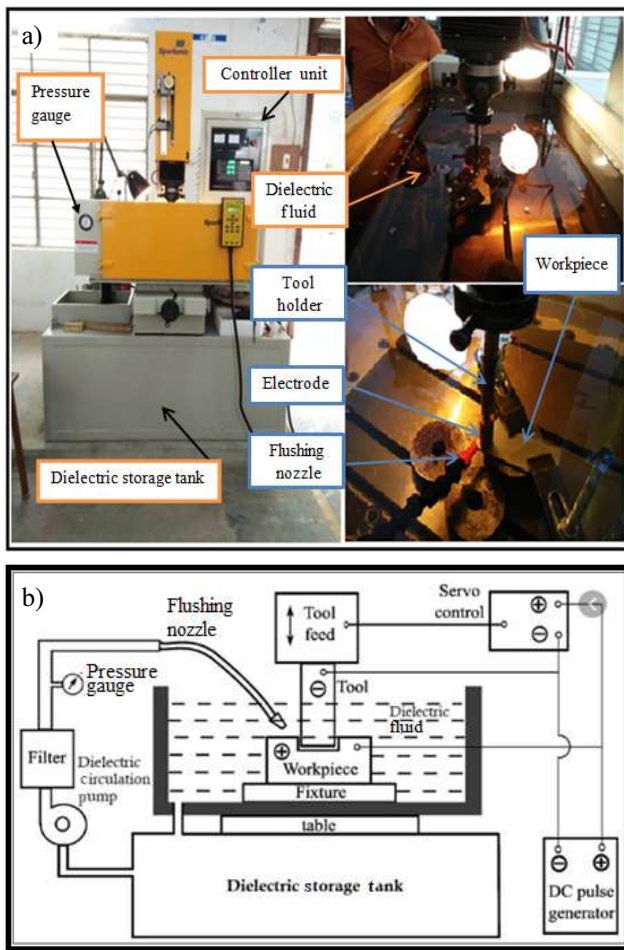 a)
Sparkonix
Controller unit
Pressure
gauge
Dielectric
fluid
Workpiece
Tool
holder
Electrode
Flushing
nozzle
Dielectric storage tank
b)
Flushing
nozzle
Servo
control
Tool
feed
+
−
Pressure
gauge
−
Tool
Dielectric
fluid
Filter
Dielectric
circulation
pump
+
Workpiece
Fixture
table
Dielectric storage tank
− +
DC pulse
generator